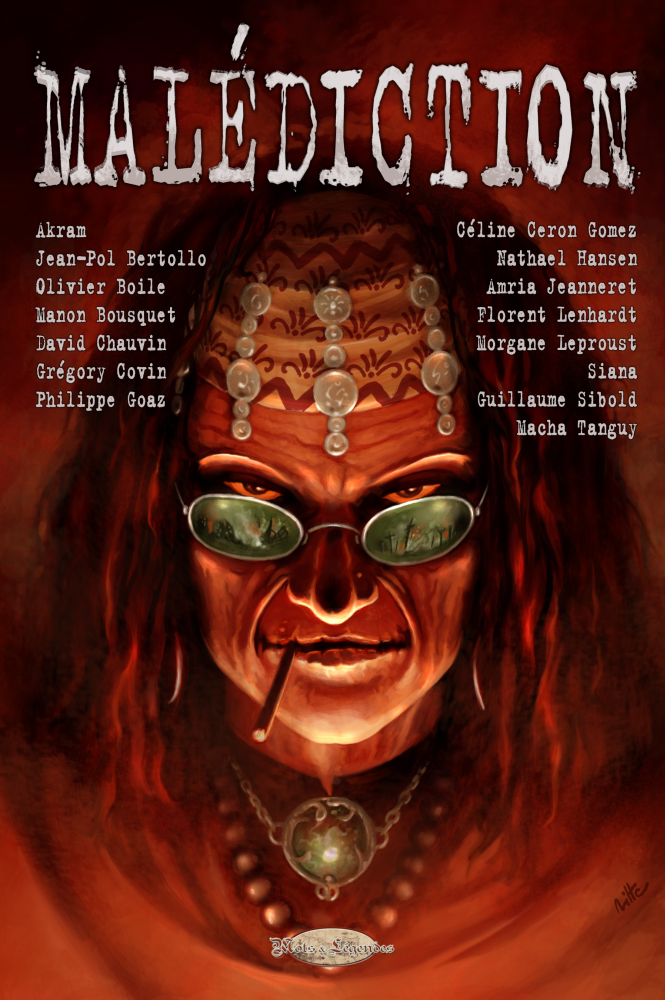 MALÉDICTION
Akram
Jean-Pol Bertollo
Olivier Boile
Manon Bousquet
David Chauvin
Grégory Covin
Philippe Goaz
Céline Ceron Gomez
Nathael Hansen
Amria Jeanneret
Florent Lenhardt
Morgane Leproust
Siana
Guillaume Sibold
Macha Tanguy
Mots & Légendes